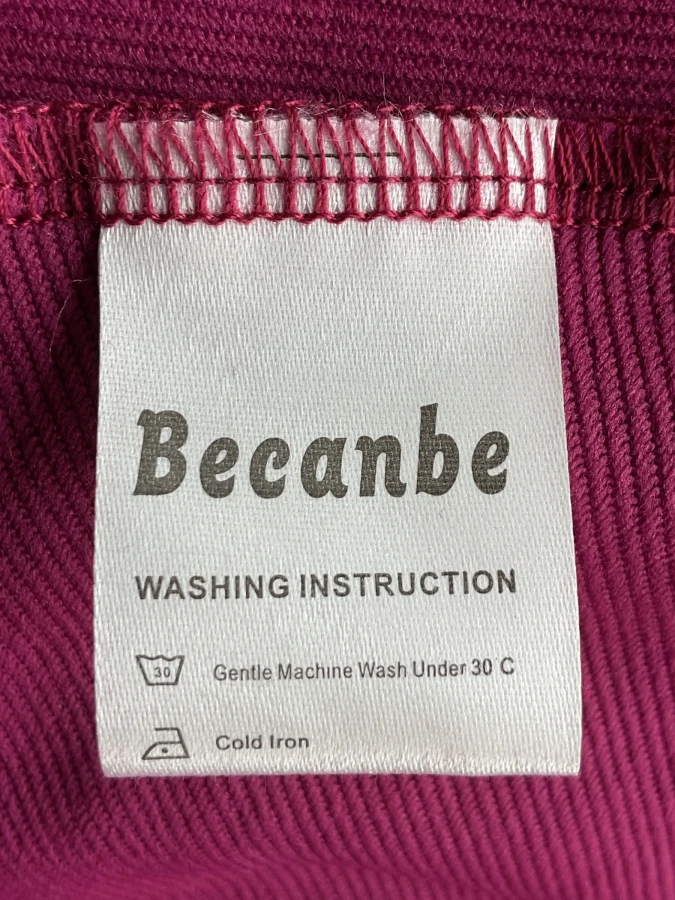 Becanbe
WASHING INSTRUCTION
30 Gentle Machine Wash Under 30 C
Cold Iron